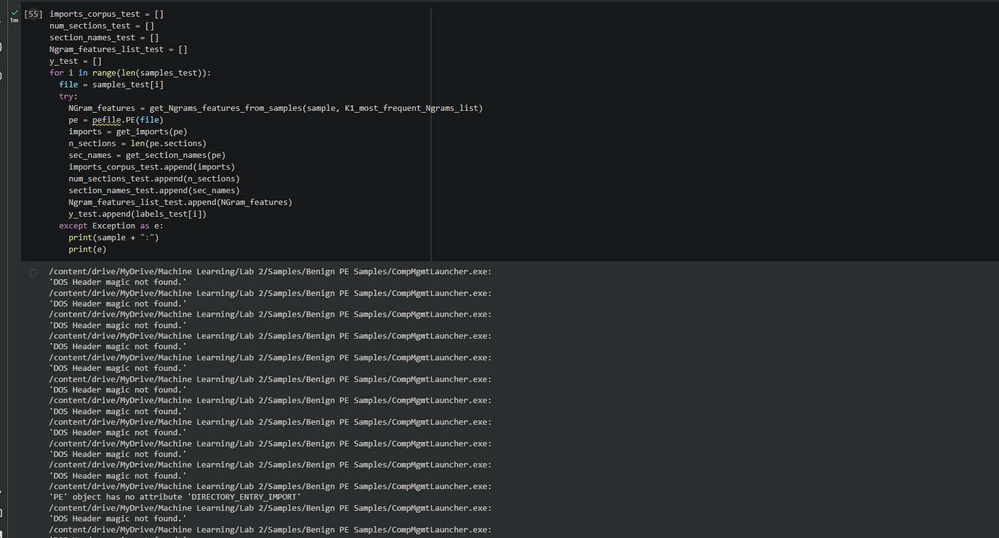 [55] imports_corpus_test = []
1m
num_sections_test = []
section_names_test = []
Ngram_features_list_test = []
y_test = []
for i in range(len(samples_test)):
  file = samples_test[i]
  try:
    NGram_features = get_Ngrams_features_from_samples(sample, K1_most_frequent_Ngrams_list)
    pe = pefile.PE(file)
    imports = get_imports(pe)
    n_sections = len(pe.sections)
    sec_names = get_section_names(pe)
    imports_corpus_test.append(imports)
    num_sections_test.append(n_sections)
    section_names_test.append(sec_names)
    Ngram_features_list_test.append(NGram_features)
    y_test.append(labels_test[i])
  except Exception as e:
    print(sample + ":")
    print(e)
/content/drive/MyDrive/Machine Learning/Lab 2/Samples/Benign PE Samples/CompMgmtLauncher.exe:
'DOS Header magic not found.'
/content/drive/MyDrive/Machine Learning/Lab 2/Samples/Benign PE Samples/CompMgmtLauncher.exe:
'DOS Header magic not found.'
/content/drive/MyDrive/Machine Learning/Lab 2/Samples/Benign PE Samples/CompMgmtLauncher.exe:
'DOS Header magic not found.'
/content/drive/MyDrive/Machine Learning/Lab 2/Samples/Benign PE Samples/CompMgmtLauncher.exe:
'DOS Header magic not found.'
/content/drive/MyDrive/Machine Learning/Lab 2/Samples/Benign PE Samples/CompMgmtLauncher.exe:
'DOS Header magic not found.'
/content/drive/MyDrive/Machine Learning/Lab 2/Samples/Benign PE Samples/CompMgmtLauncher.exe:
'DOS Header magic not found.'
/content/drive/MyDrive/Machine Learning/Lab 2/Samples/Benign PE Samples/CompMgmtLauncher.exe:
'DOS Header magic not found.'
/content/drive/MyDrive/Machine Learning/Lab 2/Samples/Benign PE Samples/CompMgmtLauncher.exe:
'DOS Header magic not found.'
/content/drive/MyDrive/Machine Learning/Lab 2/Samples/Benign PE Samples/CompMgmtLauncher.exe:
'DOS Header magic not found.'
/content/drive/MyDrive/Machine Learning/Lab 2/Samples/Benign PE Samples/CompMgmtLauncher.exe:
'DOS Header magic not found.'
/content/drive/MyDrive/Machine Learning/Lab 2/Samples/Benign PE Samples/CompMgmtLauncher.exe:
'PE' object has no attribute 'DIRECTORY_ENTRY_IMPORT'
/content/drive/MyDrive/Machine Learning/Lab 2/Samples/Benign PE Samples/CompMgmtLauncher.exe:
'DOS Header magic not found.'
/content/drive/MyDrive/Machine Learning/Lab 2/Samples/Benign PE Samples/CompMgmtLauncher.exe: